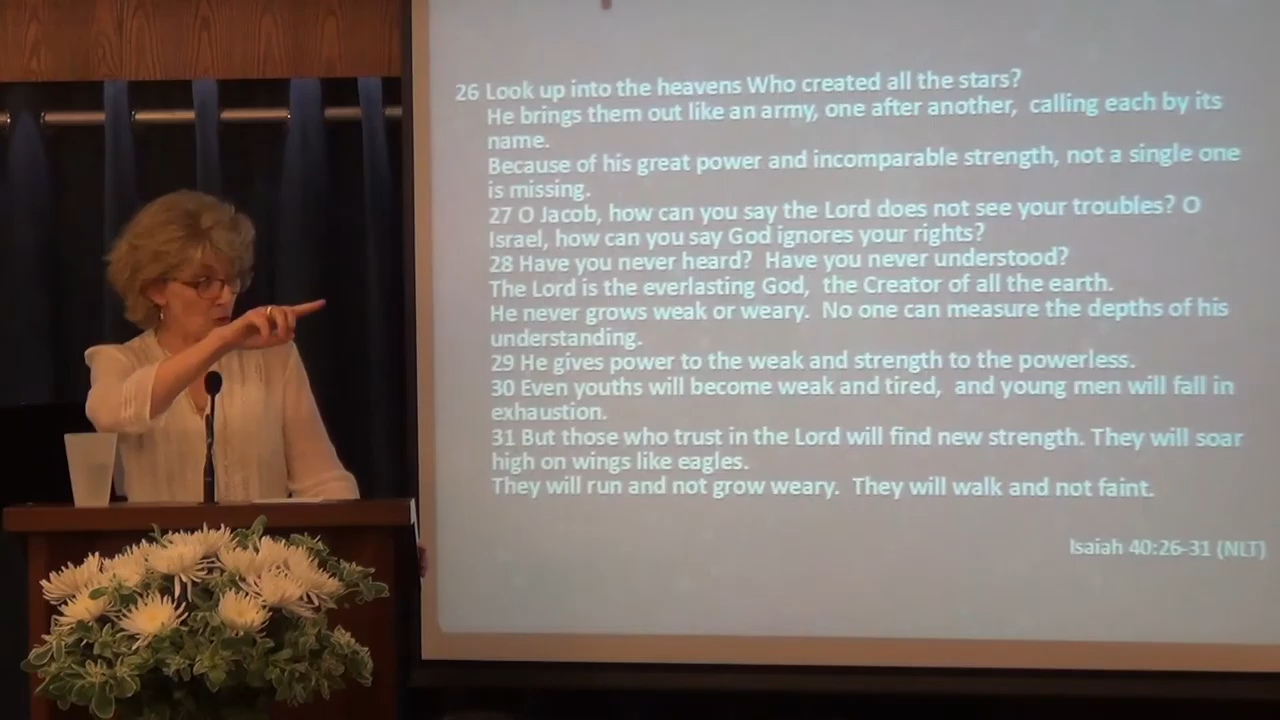 26 Look up into the heavens Who created all the stars?
He brings them out like an army, one after another, calling each by its
name.
Because of his great power and incomparable strength, not a single one
is missing.
27 O Jacob, how can you say the Lord does not see your troubles? O
Israel, how can you say God ignores your rights?
28 Have you never heard? Have you never understood?
The Lord is the everlasting God, the Creator of all the earth.
He never grows weak or weary. No one can measure the depths of his
understanding.
29 He gives power to the weak and strength to the powerless.
30 Even youths will become weak and tired, and young men will fall in
exhaustion.
31 But those who trust in the Lord will find new strength. They will soar
high on wings like eagles.
They will run and not grow weary. They will walk and not faint.
Isaiah 40:26-31 (NLT)